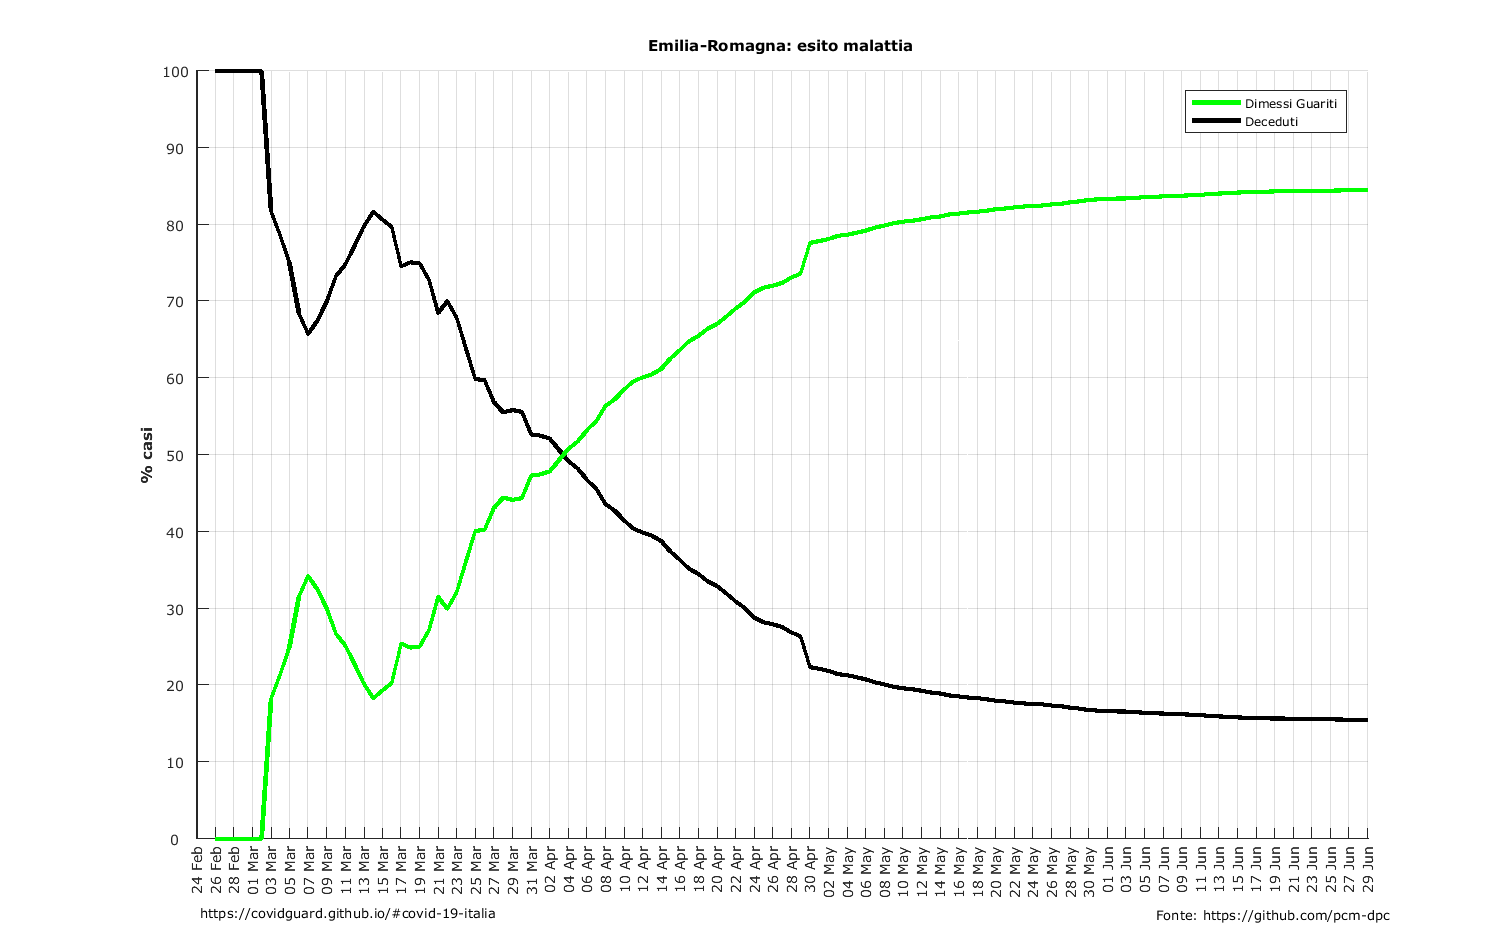 Emilia-Romagna: esito malattia
Dimessi Guariti
Deceduti
% casi
100
90
80
70
60
50
40
30
20
10
0
24 Feb
26 Feb
28 Feb
01 Mar
03 Mar
05 Mar
07 Mar
09 Mar
11 Mar
13 Mar
15 Mar
17 Mar
19 Mar
21 Mar
23 Mar
25 Mar
27 Mar
29 Mar
31 Mar
02 Apr
04 Apr
06 Apr
08 Apr
10 Apr
12 Apr
14 Apr
16 Apr
18 Apr
20 Apr
22 Apr
24 Apr
26 Apr
28 Apr
30 Apr
02 May
04 May
06 May
08 May
10 May
12 May
14 May
16 May
18 May
20 May
22 May
24 May
26 May
28 May
30 May
01 Jun
03 Jun
05 Jun
07 Jun
09 Jun
11 Jun
13 Jun
15 Jun
17 Jun
19 Jun
21 Jun
23 Jun
25 Jun
27 Jun
29 Jun
https://covidguard.github.io/#covid-19-italia
Fonte: https://github.com/pcm-dpc